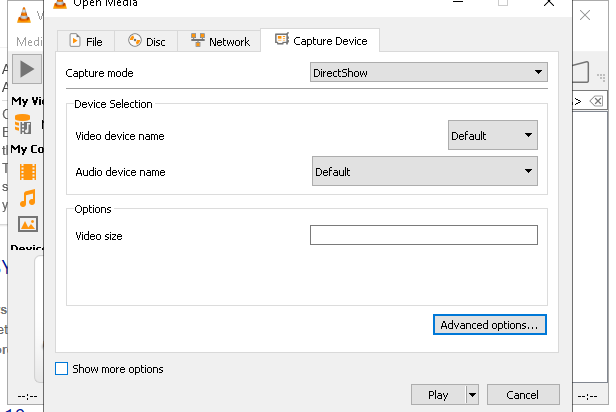 Open Media
Medi
File
Disc
Network
Capture Device
Capture mode
DirectShow
My Vi
Device Selection
Video device name
Default
My Co
Audio device name
Default
Options
Video size
Device
Advanced options...
Show more options
--:--
Play
Cancel
--:--